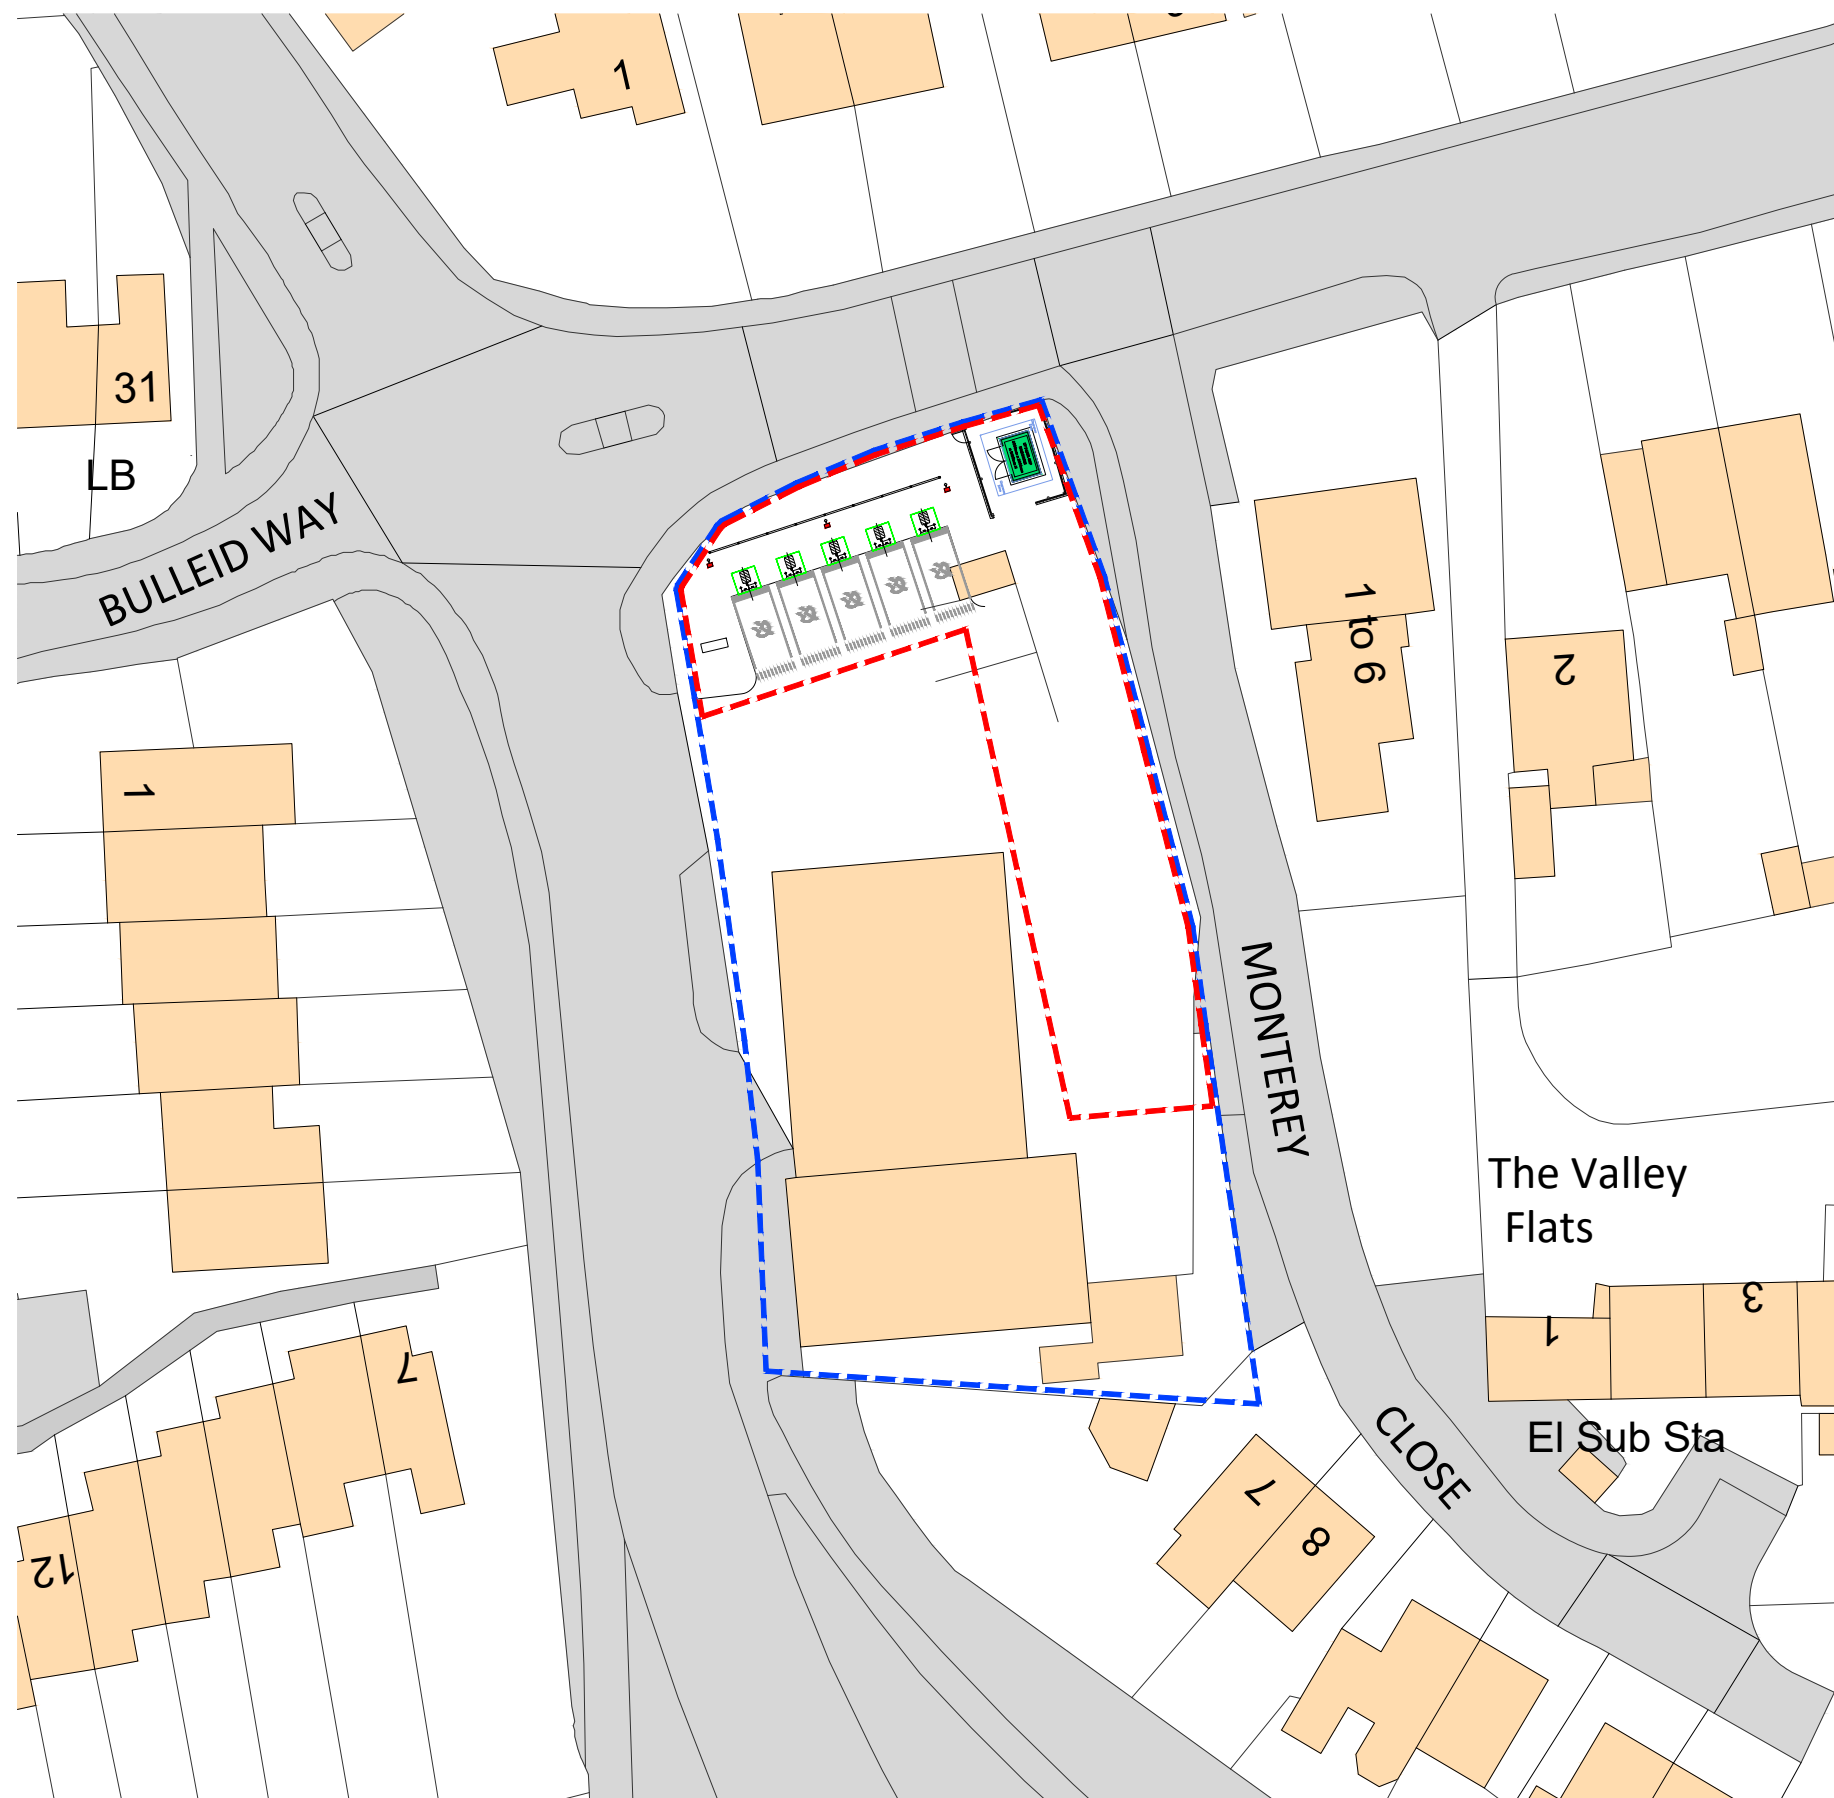 1
31
LB
BULLEID WAY
1 to 6
2
1
MONTEREY
The Valley
Flats
3
1
7
CLOSE
El Sub Sta
7
8
12